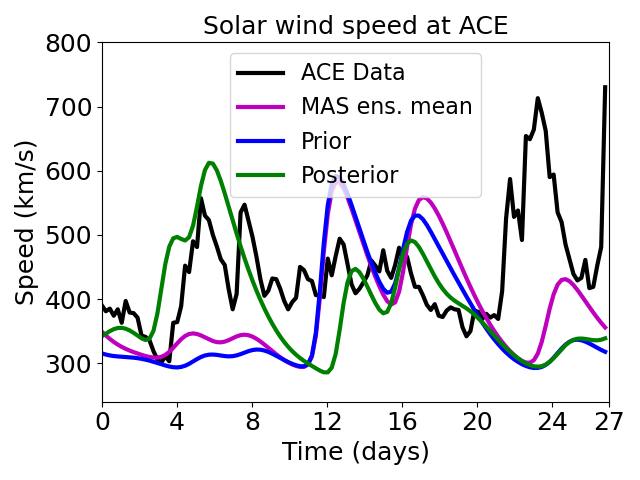 Solar wind speed at ACE
800
700
600
500
400
300
Speed (km/s)
ACE Data
MAS ens. mean
Prior
Posterior
0 4 8 12 16 20 24 27
Time (days)